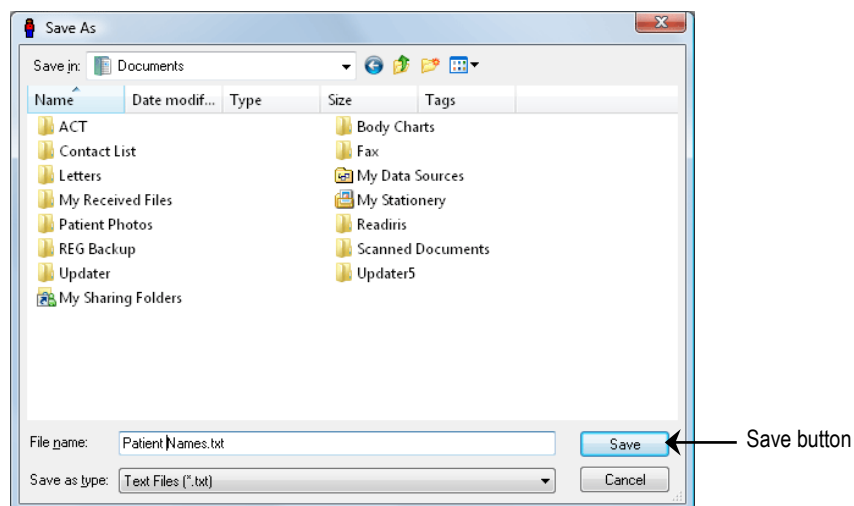 Save As
X
Save in: Documents
Name Date modif... Type Size Tags
ACT Body Charts
Contact List Fax
Letters My Data Sources
My Received Files My Stationery
Patient Photos Readiris
REG Backup Scanned Documents
Updater Updater5
My Sharing Folders
File name: Patient Names.txt Save Save button
Save as type: Text Files (*.txt) Cancel